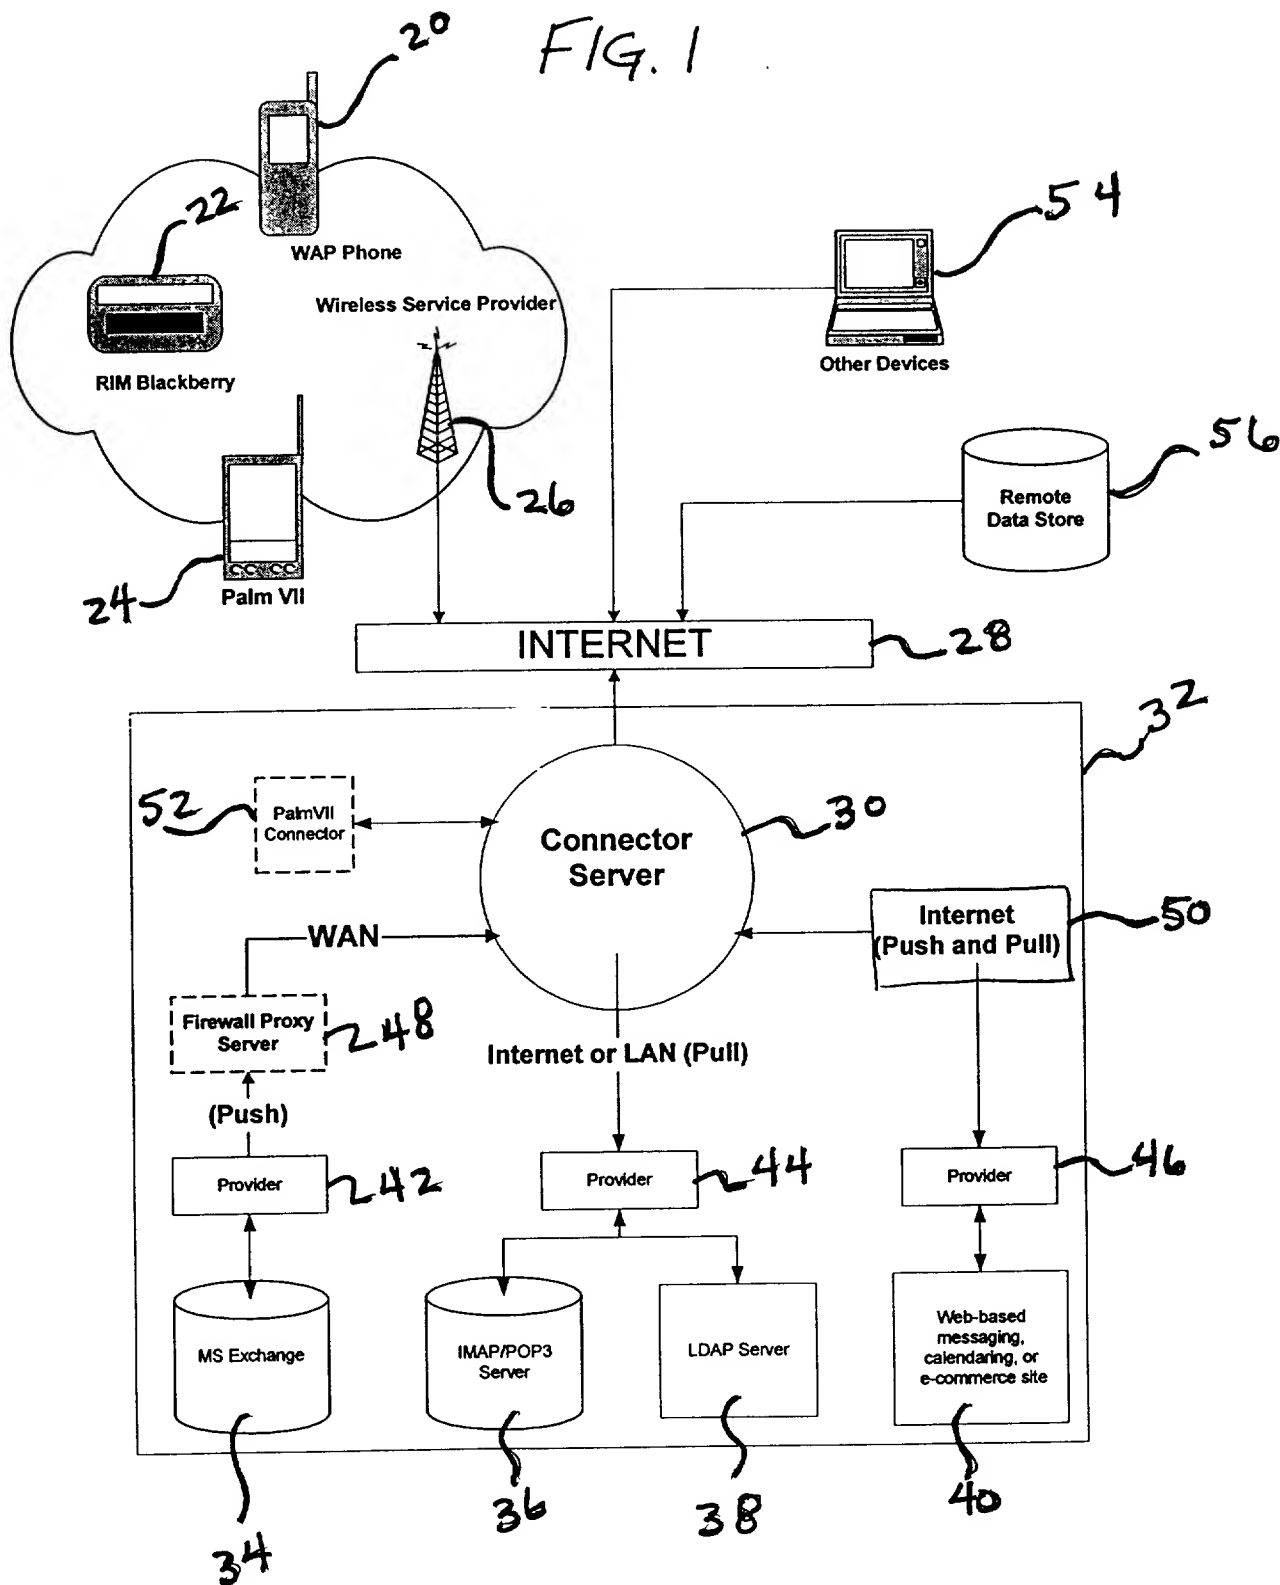 FIG. 1
20
22
WAP Phone
54
Wireless Service Provider
Other Devices
RIM Blackberry
56
Remote
Data Store
26
24
Palm VII
INTERNET
28
32
52
PalmVII
Connector
30
Connector
Server
Internet
(Push and Pull)
50
WAN
Firewall Proxy
Server
48
Internet or LAN (Pull)
(Push)
Provider
42
Provider
44
Provider
46
MS Exchange
IMAP/POP3
Server
LDAP Server
Web-based
messaging,
calendaring, or
e-commerce site
34
36
38
40